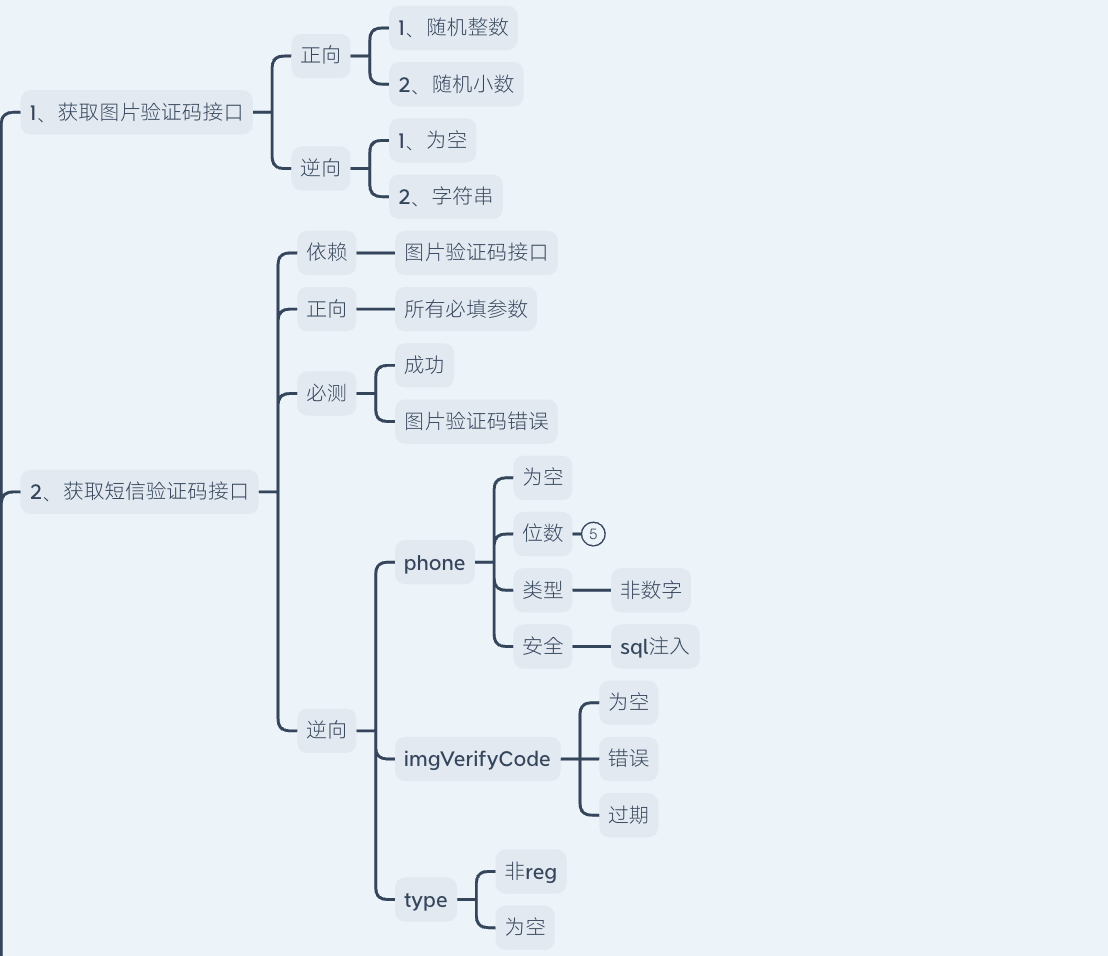 1、随机整数
正向
2、随机小数
1、获取图片验证码接口
1、为空
逆向
2、字符串
依赖
图片验证码接口
正向
所有必填参数
成功
必测
图片验证码错误
为空
2、获取短信验证码接口
位数
5
phone
类型
非数字
安全
sql注入
为空
逆向
imgVerifyCode
错误
过期
非reg
type
为空